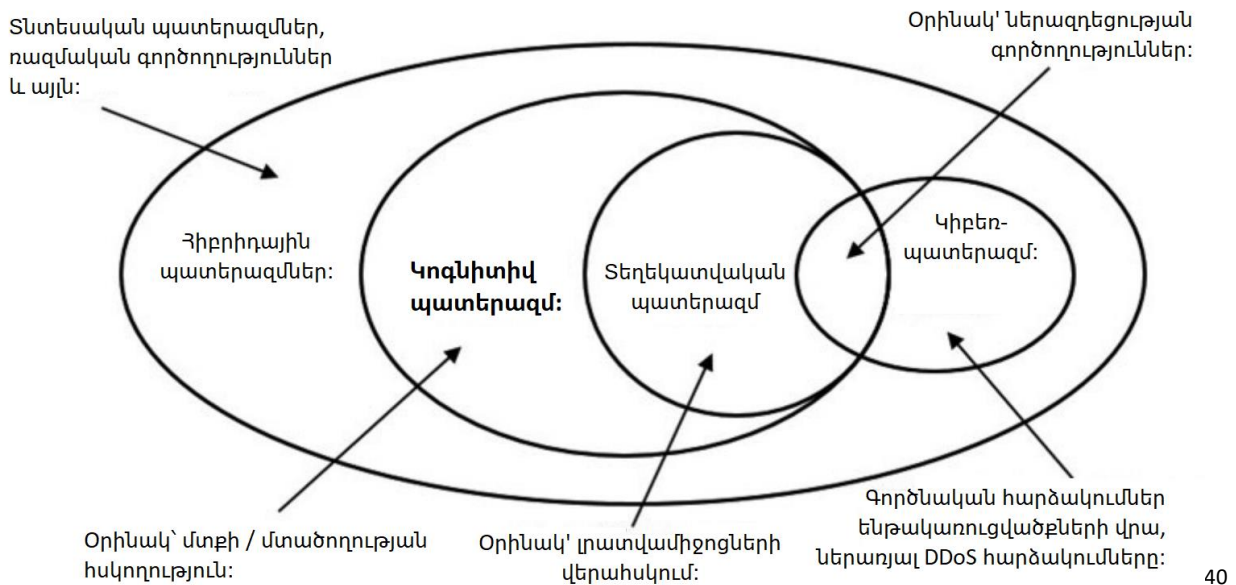 Տնտեսական պատերազմներ,
ռազմական գործողություններ
և այլն:
Օրինակ' ներազդեցության
գործողություններ:
Հիբրիդային
պատերազմներ:
Կոգնիտիվ
պատերազմ:
Տեղեկատվական
պատերազմ
Կիբեռ-
պատերազմ:
Օրինակ՝ մտքի / մտածողության
հսկողություն:
Օրինակ' լրատվամիջոցների
վերահսկում:
Գործնական հարձակումներ
ենթակառուցվածքների վրա,
ներառյալ DDoS հարձակումները:
40